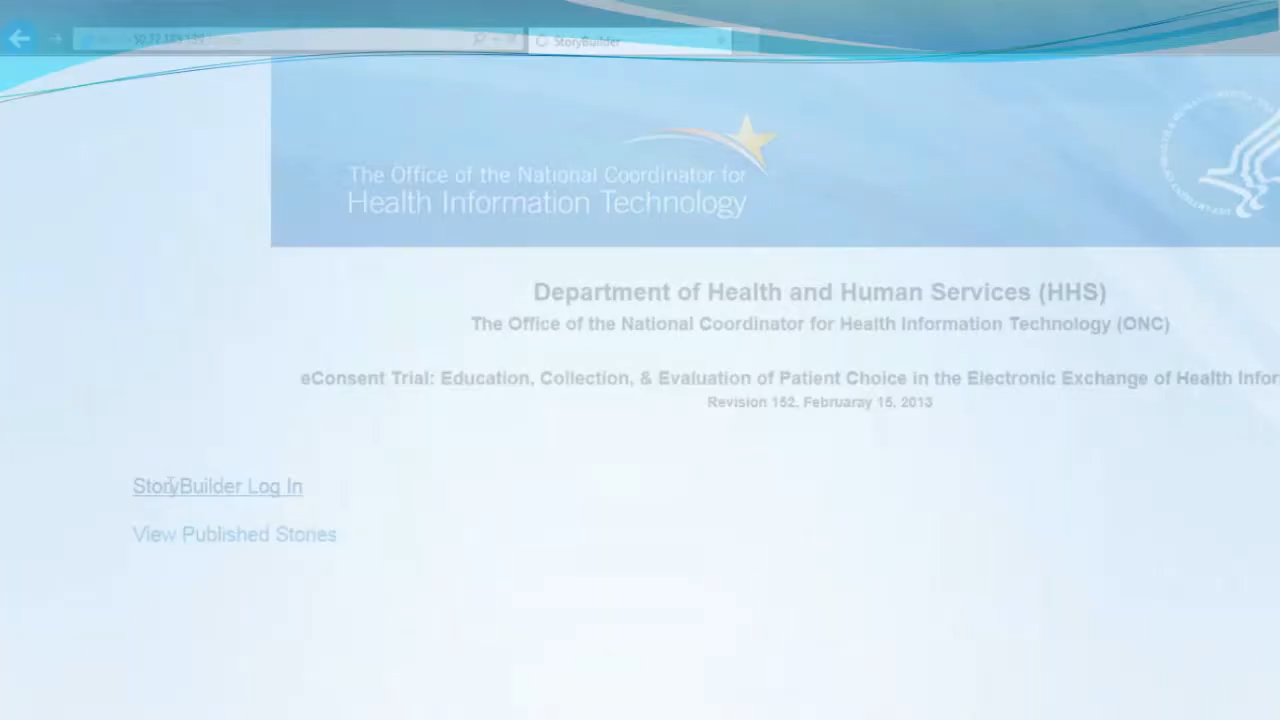 StoryBuilder
The Office of the National Coordinator for
Health Information Technology
Department of Health and Human Services (HHS)
The Office of the National Coordinator for Health Information Technology (ONC)
eConsent Trial: Education, Collection, & Evaluation of Patient Choice in the Electronic Exchange of Health Infor
Revision 152, Februaray 15, 2013
StoryBuilder Log In
View Published Stories